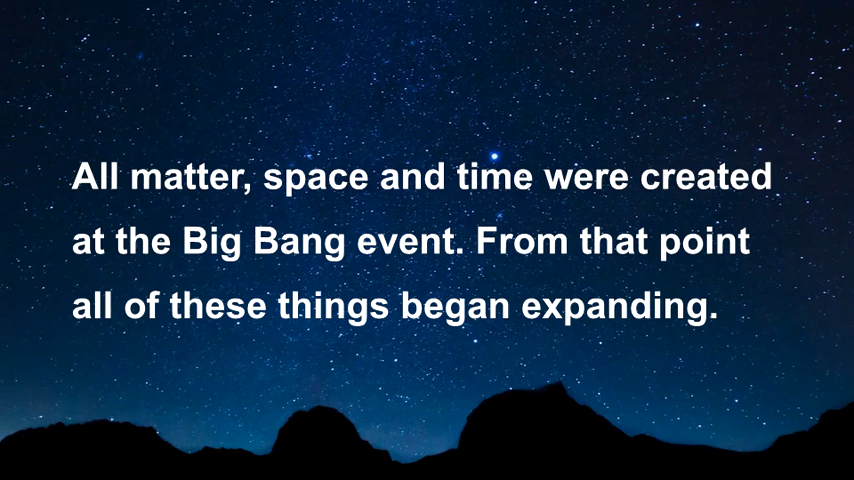 All matter, space and time were created
at the Big Bang event. From that point
all of these things began expanding.